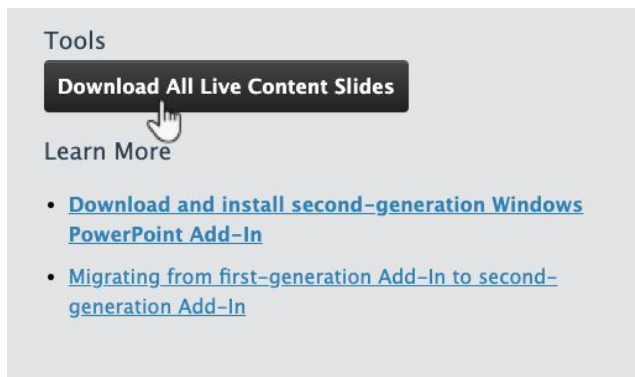 Tools
Download All Live Content Slides
Learn More
• Download and install second-generation Windows
PowerPoint Add-In
• Migrating from first-generation Add-In to second-
generation Add-In